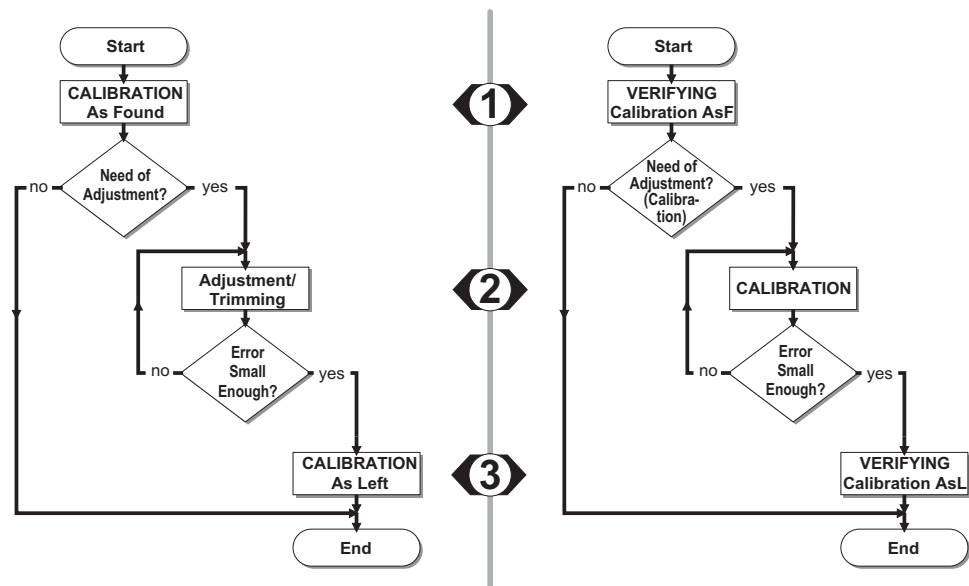 Start
CALIBRATION
As Found
Need of
Adjustment?
no
yes
Adjustment/
Trimming
Error
Small
Enough?
no
yes
CALIBRATION
As Left
End
1
2
3
Start
VERIFYING
Calibration AsF
Need of
Adjustment?
(Calibra-
tion)
no
yes
CALIBRATION
Error
Small
Enough?
no
yes
VERIFYING
Calibration AsL
End